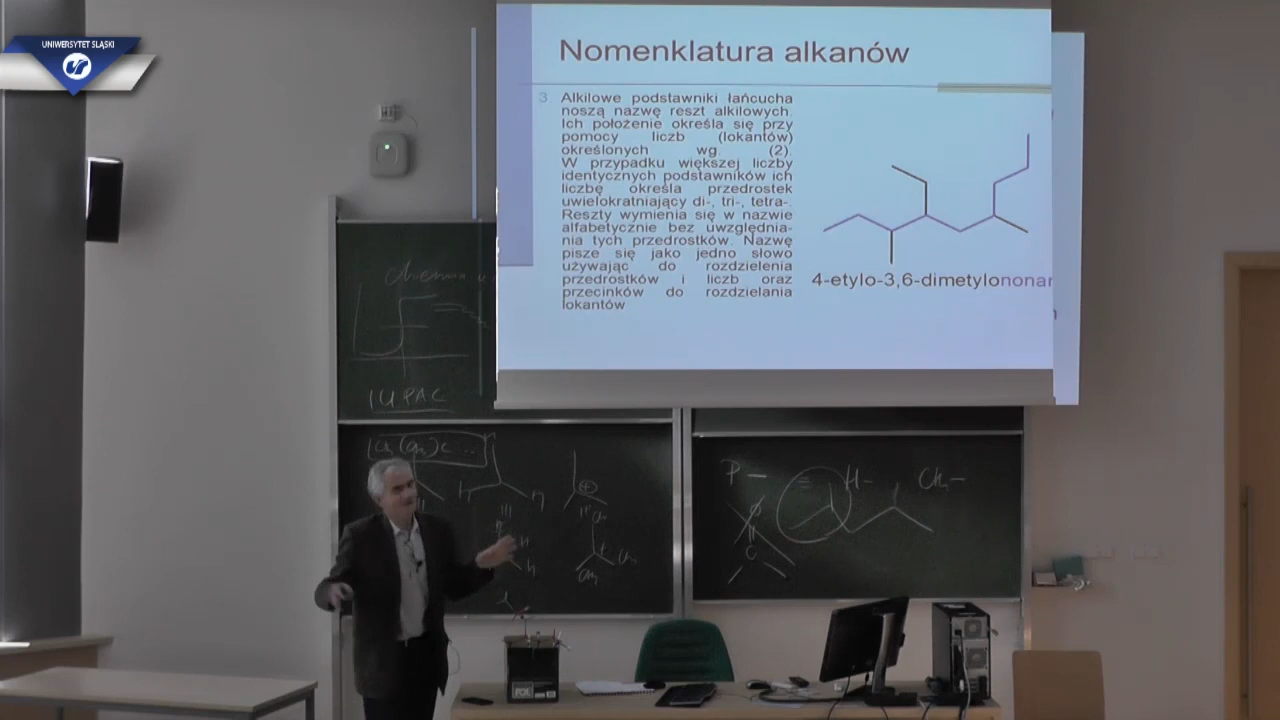 UNIWERSYTET ŚLĄSKI
Nomenklatura alkanów
3. Alkilowe podstawniki łańcucha
noszą nazwę reszt alkilowych.
Ich położenie określa się przy
pomocy liczb (lokantów)
określonych wg. (2).
W przypadku większej liczby
identycznych podstawników ich
liczbę określa przedrostek
uwielokratniający di-, tri-, tetra-.
Reszty wymienia się w nazwie
alfabetycznie bez uwzględnia-
nia tych przedrostków. Nazwę
pisze się jako jedno słowo
używając do rozdzielenia
przedrostków i liczb oraz
przecinków do rozdzielania
lokantów
4-etylo-3,6-dimetylononan
chemia
IUPAC
P –
H –
CH₃ –
C